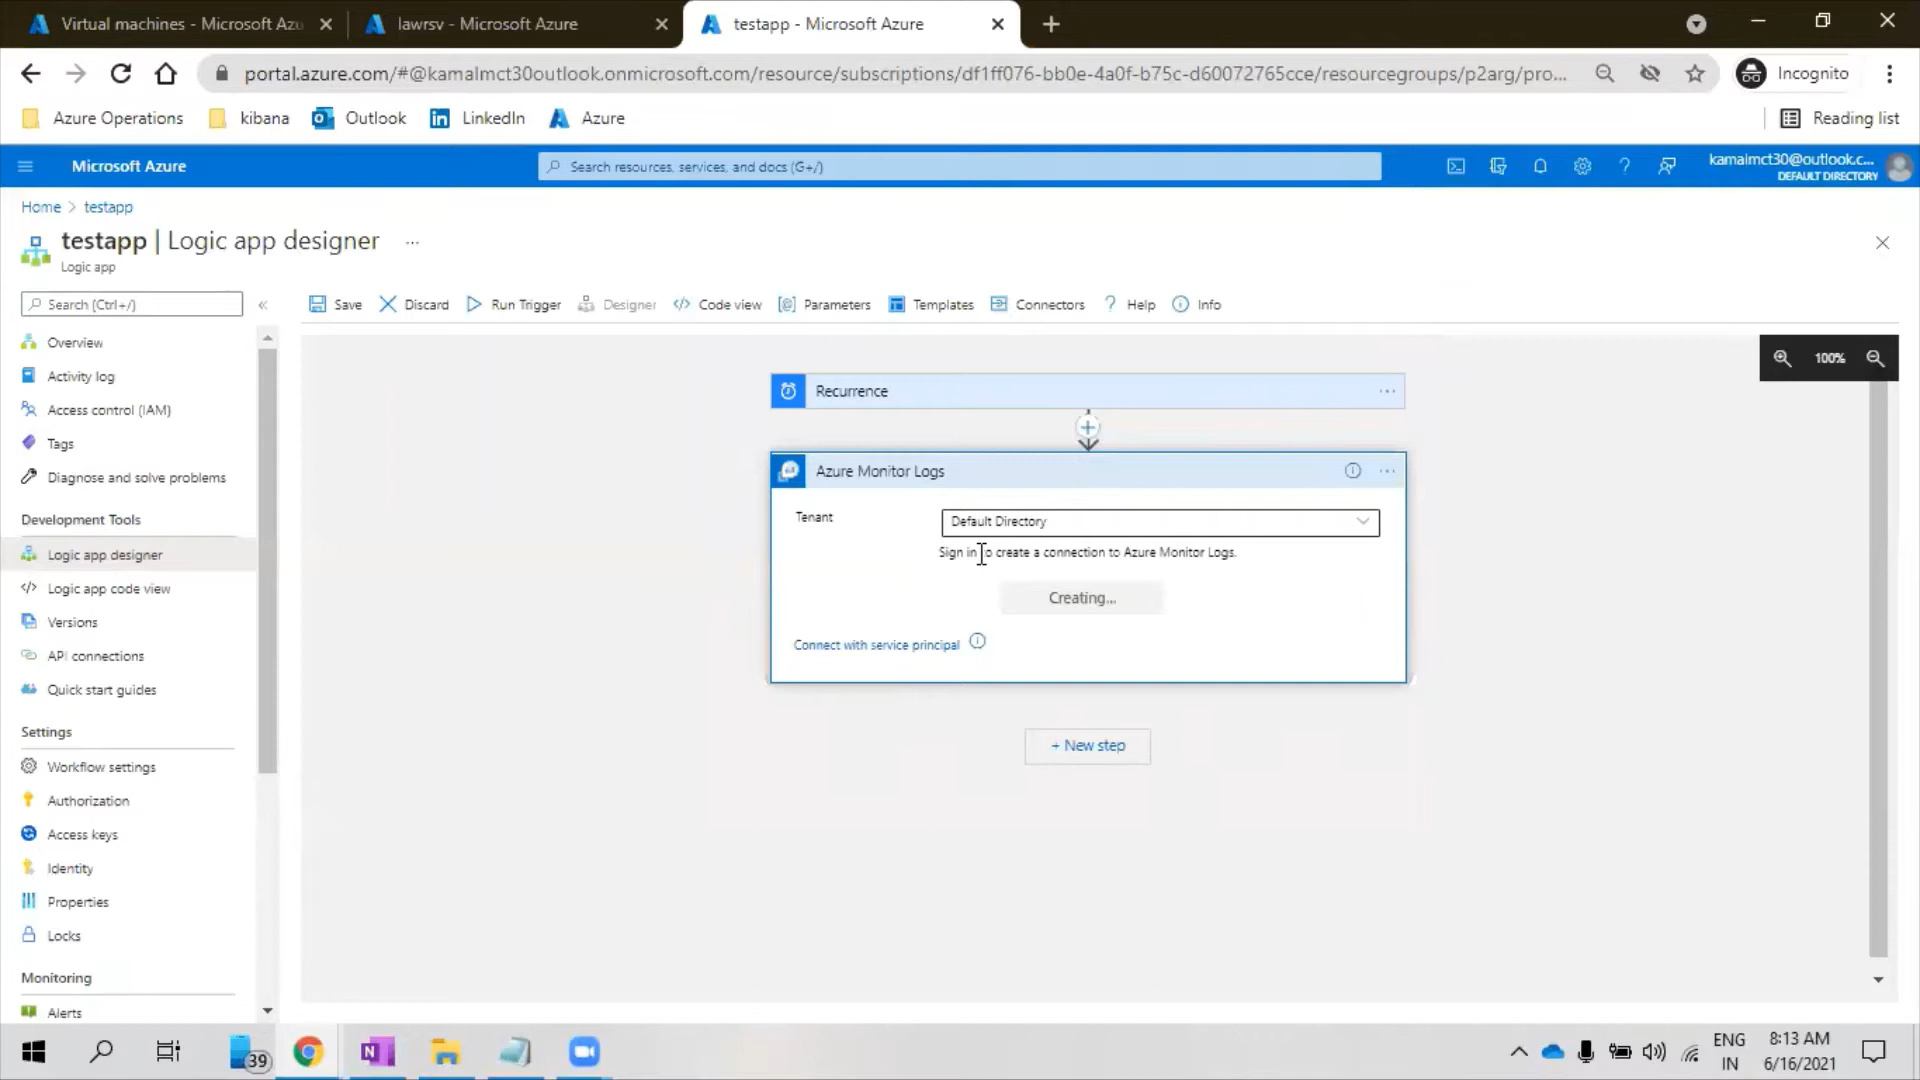 Virtual machines - Microsoft Azu
lawrsv - Microsoft Azure
testapp - Microsoft Azure
portal.azure.com/#@kamalmct30outlook.onmicrosoft.com/resource/subscriptions/df1ff076-bb0e-4a0f-b75c-d60072765cce/resourcegroups/p2arg/pro...
Incognito
Azure Operations
kibana
Outlook
LinkedIn
Azure
Reading list
Microsoft Azure
Search resources, services, and docs (G+/)
kamalmct30@outlook.c...
DEFAULT DIRECTORY
Home > testapp
testapp | Logic app designer ...
Logic app
Search (Ctrl+/)
«
Save
Discard
Run Trigger
Designer
Code view
Parameters
Templates
Connectors
Help
Info
Overview
Activity log
Access control (IAM)
Tags
Diagnose and solve problems
Development Tools
Logic app designer
Logic app code view
Versions
API connections
Quick start guides
Settings
Workflow settings
Authorization
Access keys
Identity
Properties
Locks
Monitoring
Alerts
100%
Recurrence
Azure Monitor Logs
Tenant
Default Directory
Sign in to create a connection to Azure Monitor Logs.
Creating...
Connect with service principal
+ New step
39
ENG
IN
8:13 AM
6/16/2021